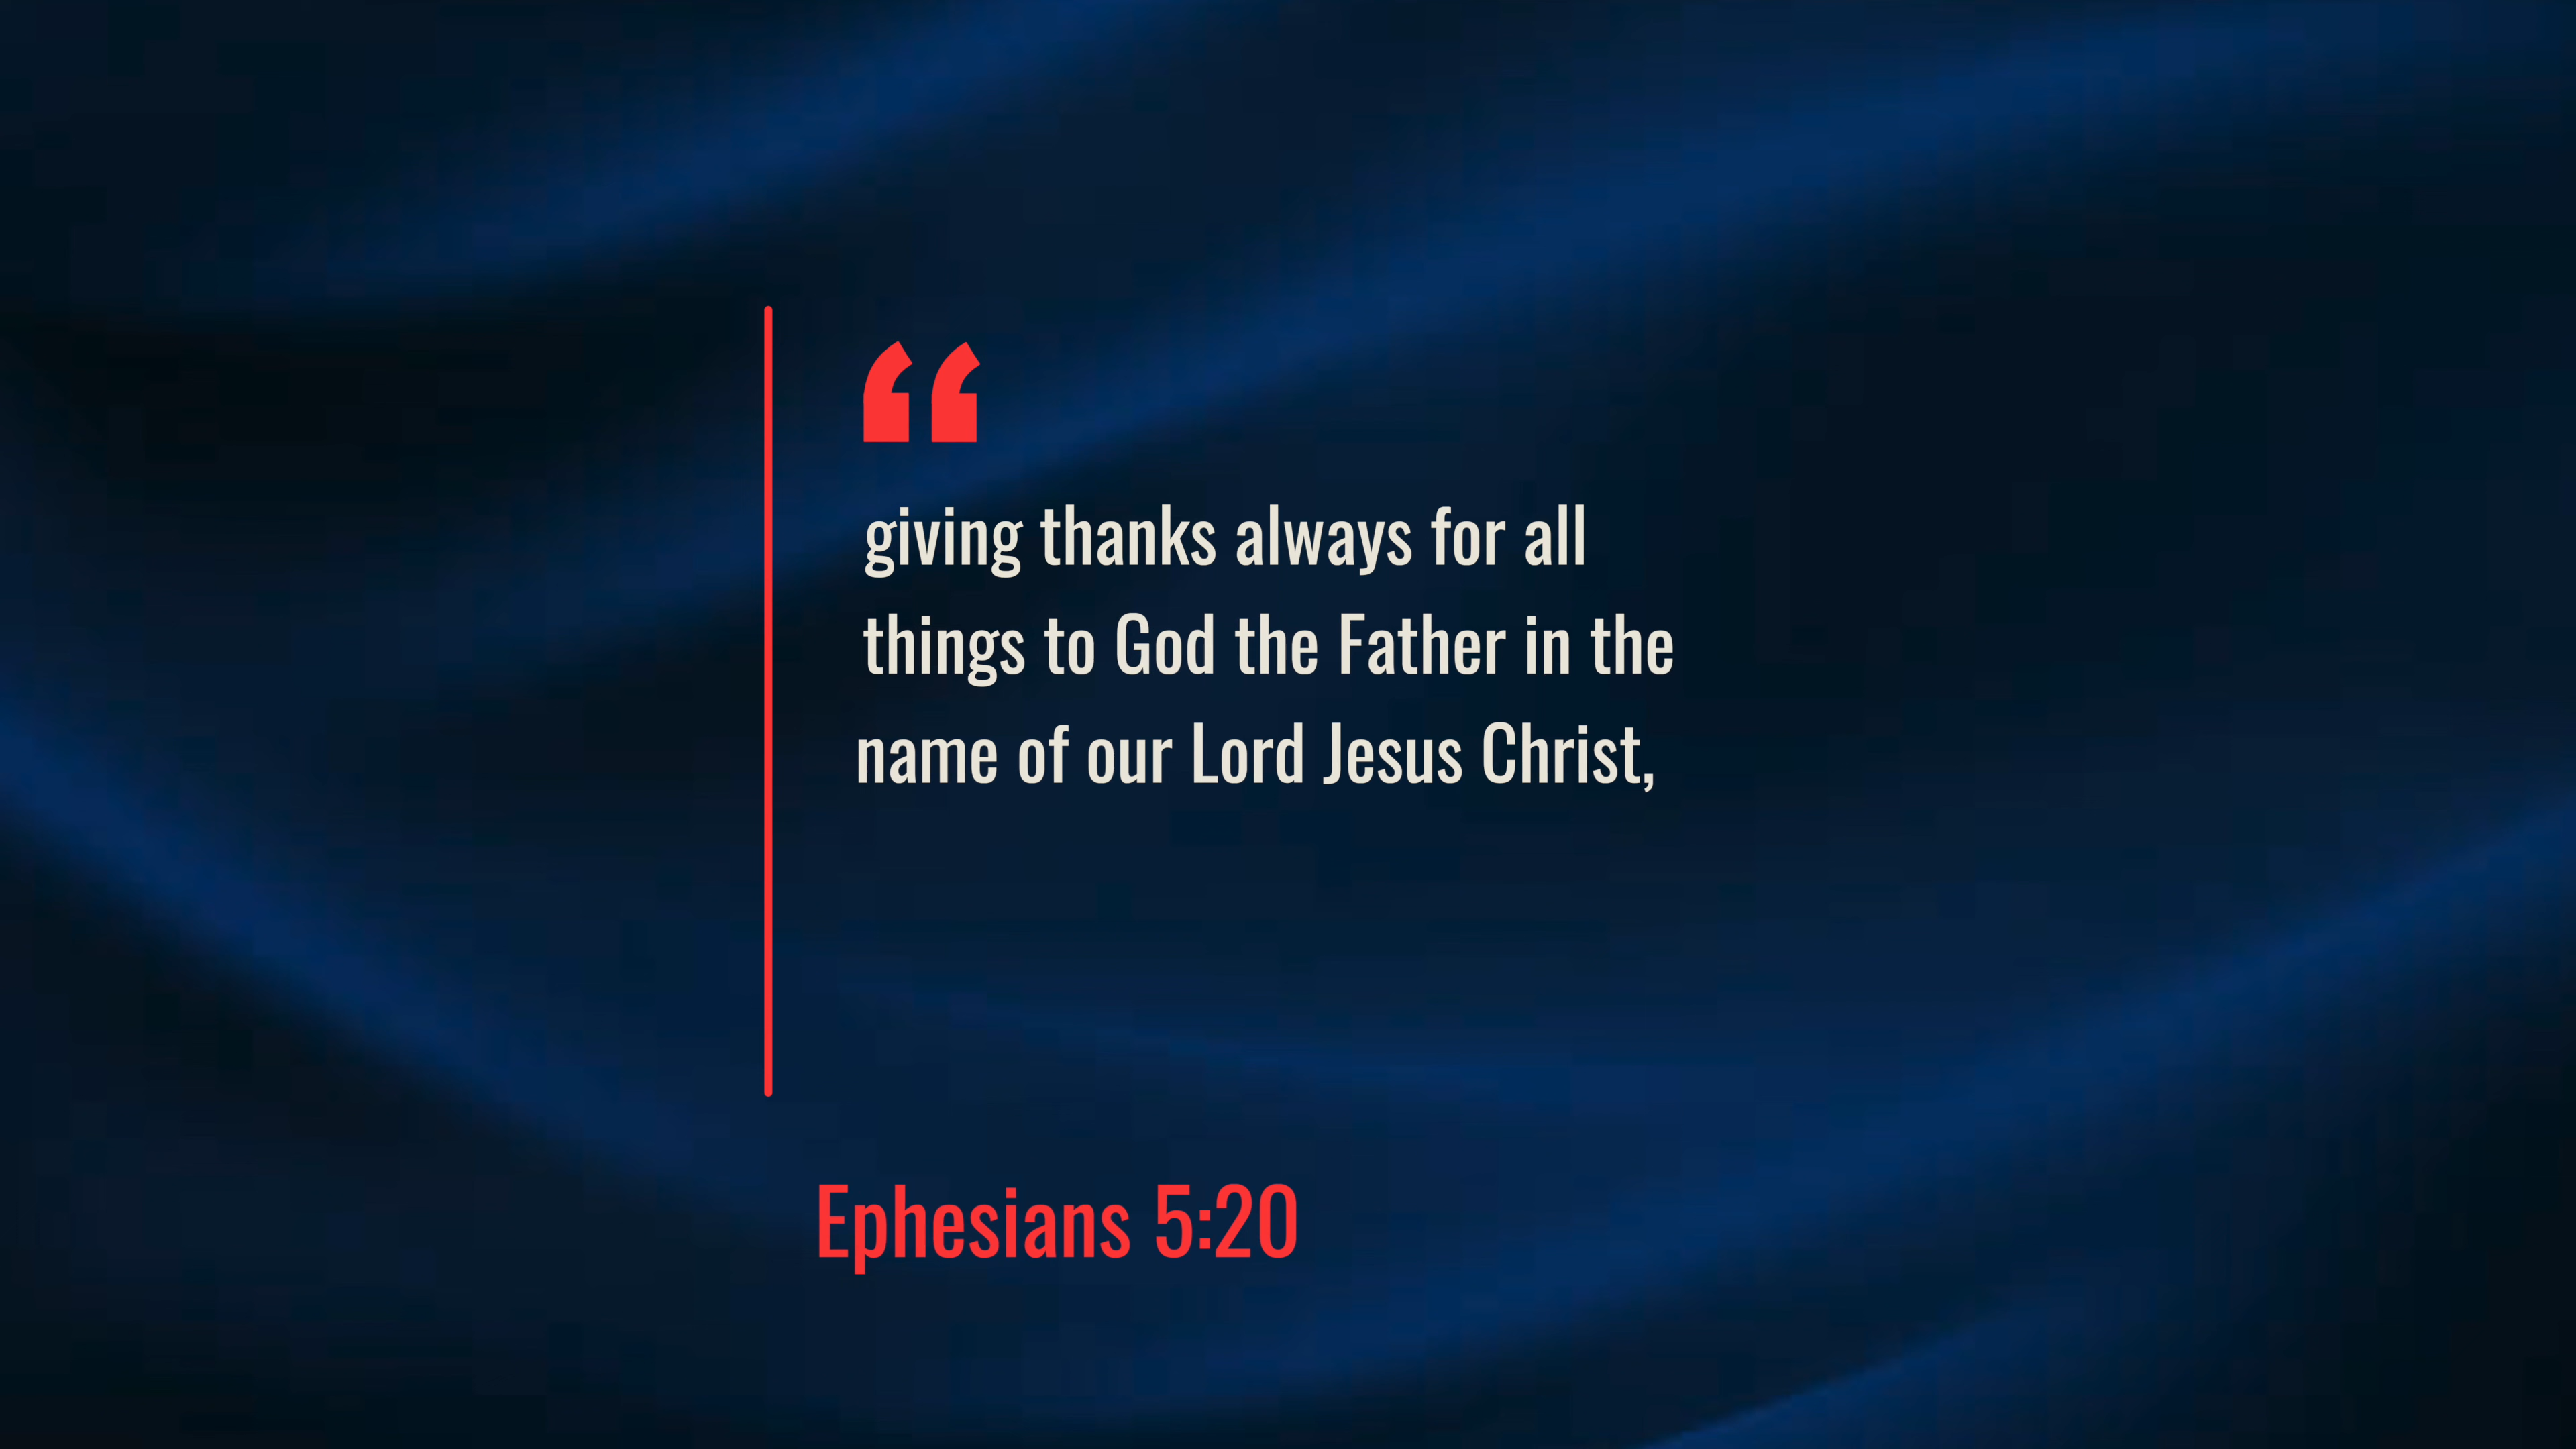 “
giving thanks always for all
things to God the Father in the
name of our Lord Jesus Christ,
Ephesians 5:20